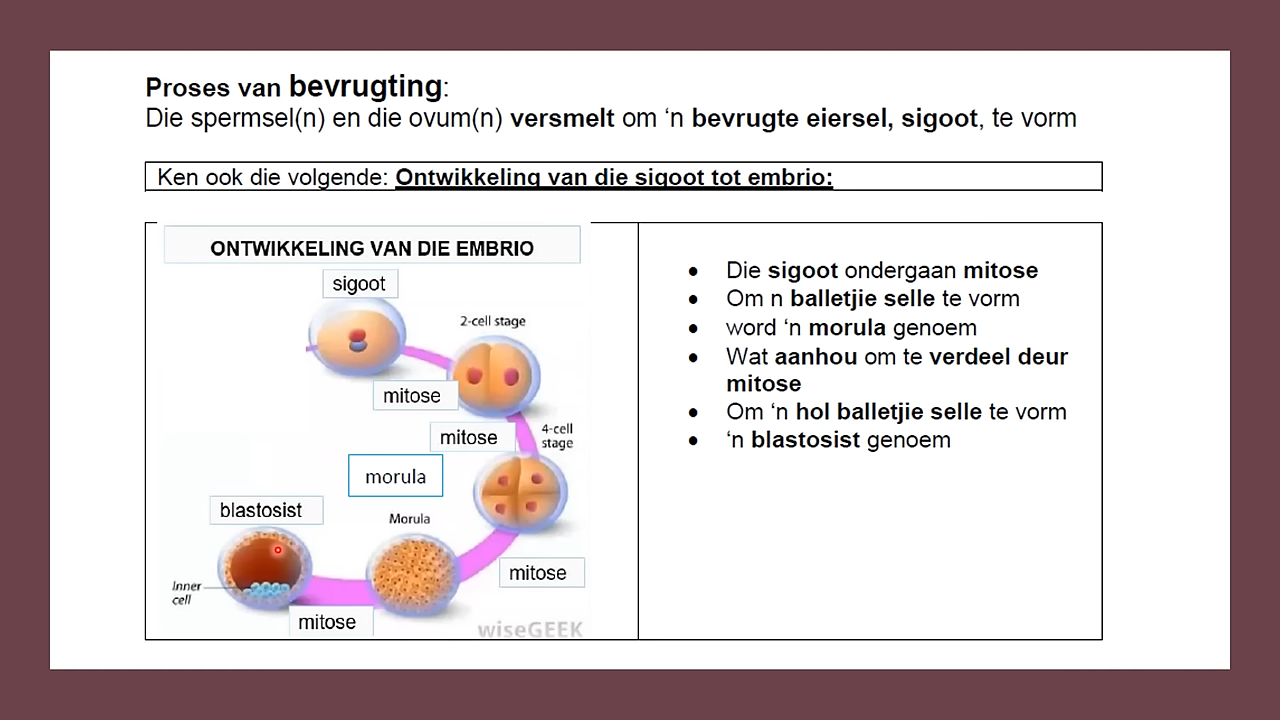 Proses van bevrugting:
Die spermsel(n) en die ovum(n) versmelt om ‘n bevrugte eiersel, sigoot, te vorm
Ken ook die volgende: Ontwikkeling van die sigoot tot embrio:
ONTWIKKELING VAN DIE EMBRIO
sigoot
2-cell stage
mitose
mitose
4-cell
stage
morula
blastosist
Morula
mitose
Inner
cell
mitose
wiseGEEK
• Die sigoot ondergaan mitose
• Om n balletjie selle te vorm
• word ‘n morula genoem
• Wat aanhou om te verdeel deur
mitose
• Om ‘n hol balletjie selle te vorm
• ‘n blastosist genoem